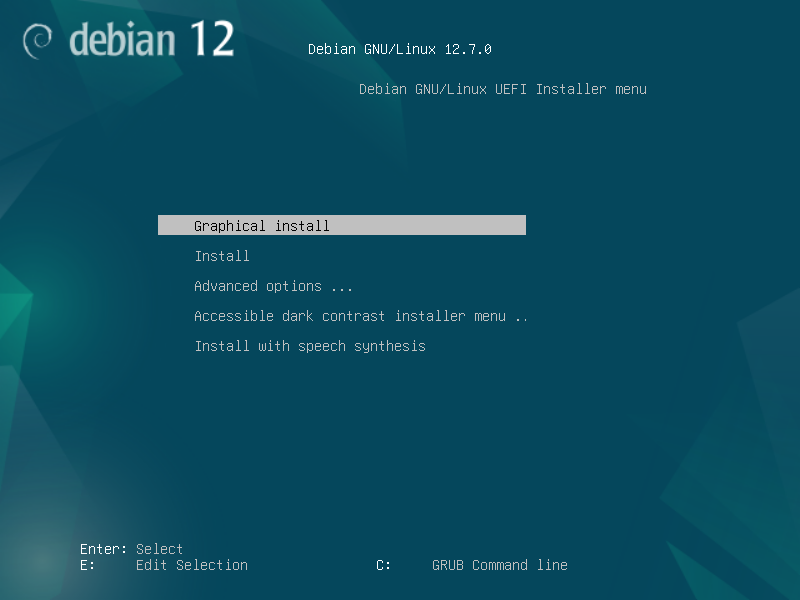 debian 12
Debian GNU/Linux 12.7.0
Debian GNU/Linux UEFI Installer menu
Graphical install
Install
Advanced options ...
Accessible dark contrast installer menu ..
Install with speech synthesis
Enter: Select
E: Edit Selection C: GRUB Command line